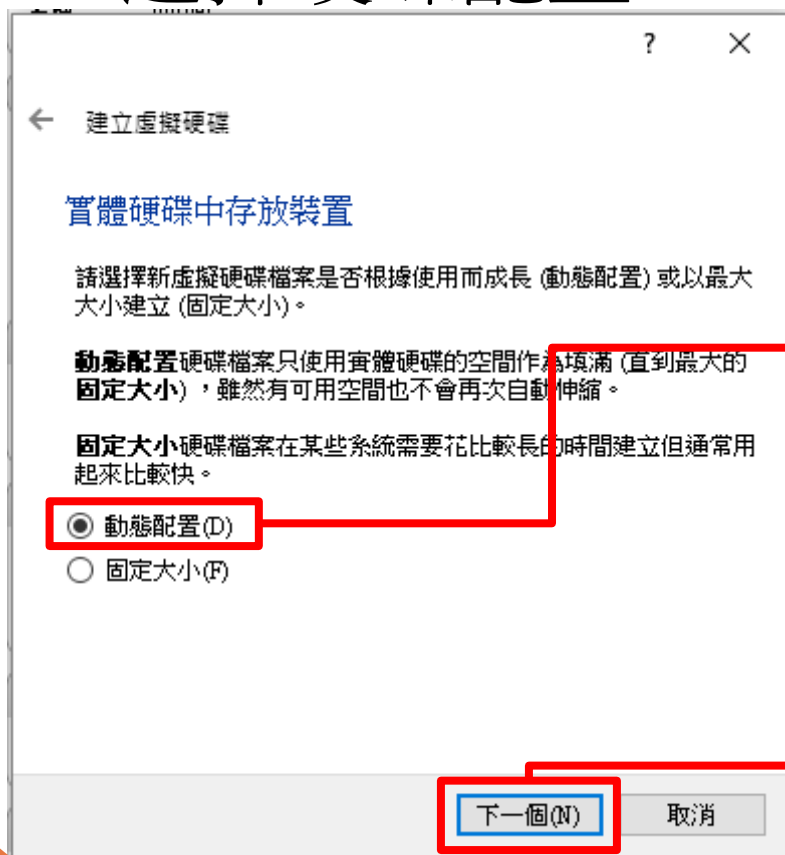 ?
建立虛擬硬碟
實體硬碟中存放裝置
請選擇新虛擬硬碟檔案是否根據使用而成長 (動態配置) 或以最大
大小建立 (固定大小)。
動態配置硬碟檔案只使用實體硬碟的空間作為填滿 (直到最大的
固定大小) ，雖然有可用空間也不會再次自動伸縮。
固定大小硬碟檔案在某些系統需要花比較長的時間建立但通常用
起來比較快。
動態配置(D)
固定大小(F)
下一個(N)
取消